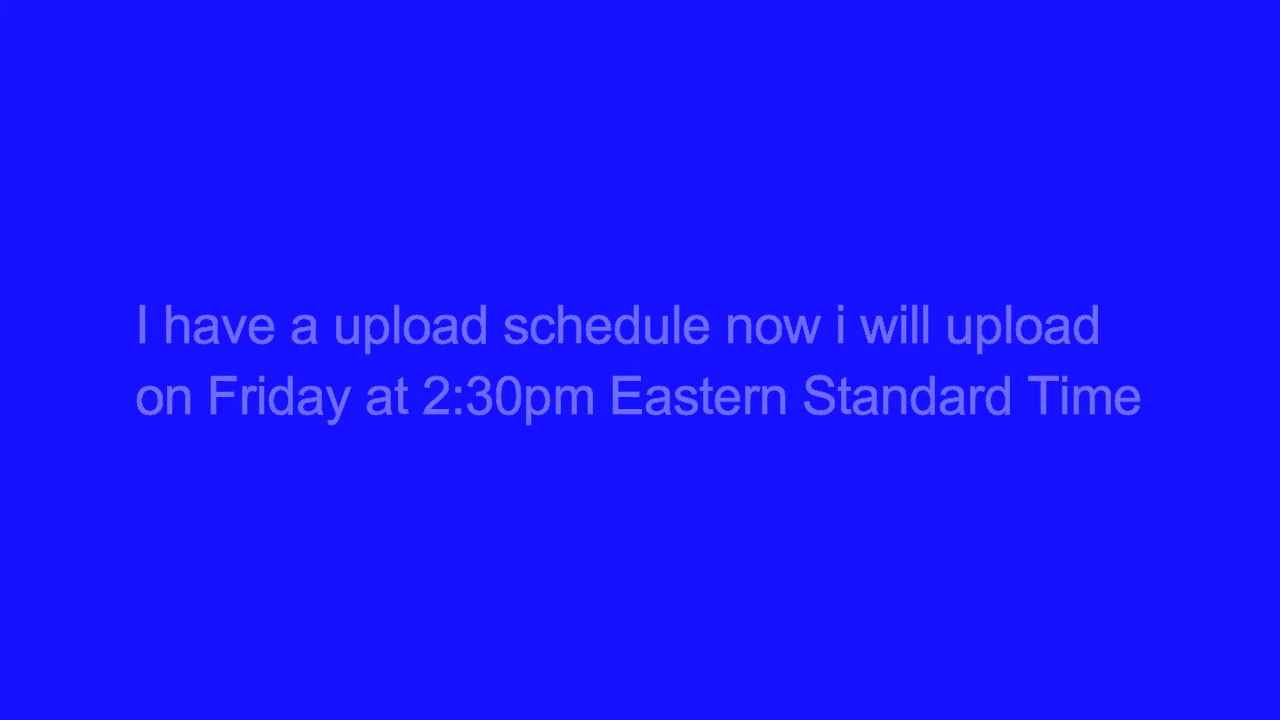 I have a upload schedule now i will upload
on Friday at 2:30pm Eastern Standard Time